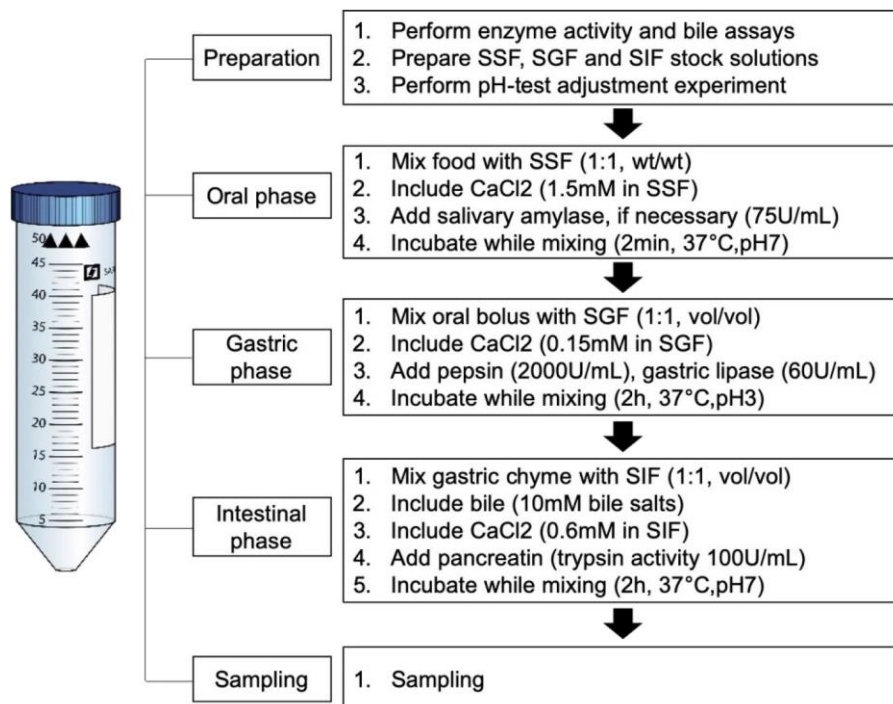 Preparation
1. Perform enzyme activity and bile assays
2. Prepare SSF, SGF and SIF stock solutions
3. Perform pH-test adjustment experiment
Oral phase
1. Mix food with SSF (1:1, wt/wt)
2. Include CaCl2 (1.5mM in SSF)
3. Add salivary amylase, if necessary (75U/mL)
4. Incubate while mixing (2min, 37°C,pH7)
Gastric
phase
1. Mix oral bolus with SGF (1:1, vol/vol)
2. Include CaCl2 (0.15mM in SGF)
3. Add pepsin (2000U/mL), gastric lipase (60U/mL)
4. Incubate while mixing (2h, 37°C,pH3)
Intestinal
phase
1. Mix gastric chyme with SIF (1:1, vol/vol)
2. Include bile (10mM bile salts)
3. Include CaCl2 (0.6mM in SIF)
4. Add pancreatin (trypsin activity 100U/mL)
5. Incubate while mixing (2h, 37°C,pH7)
Sampling
1. Sampling
50
45
40
35
30
25
20
15
10
5